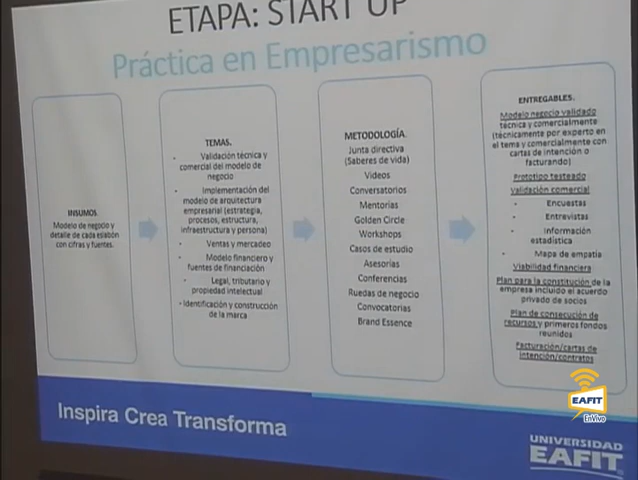 ETAPA: START UP
Práctica en Empresarismo
INSUMOS.
Modelo de negocio y
detalle de cada eslabón
con cifras y fuentes.
TEMAS.
• Validación técnica y
comercial del modelo de
negocio
• Implementación del
modelo de arquitectura
empresarial (estrategia,
procesos, estructura,
infraestructura y persona)
• Ventas y mercadeo
• Modelo financiero y
fuentes de financiación
• Legal, tributario y
propiedad intelectual
• Identificación y construcción
de la marca
METODOLOGÍA.
Junta directiva
(Saberes de vida)
Videos
Conversatorios
Mentorias
Golden Circle
Workshops
Casos de estudio
Asesorías
Conferencias
Ruedas de negocio
Convocatorias
Brand Essence
ENTREGABLES.
Modelo negocio validado
técnica y comercialmente
(técnicamente por experto en
el tema y comercialmente con
cartas de intención o
facturando)
Prototipo testeado
Validación comercial
• Encuestas
• Entrevistas
• Información
estadística
• Mapa de empatía
Viabilidad financiera
Plan para la constitución de la
empresa incluido el acuerdo
privado de socios
Plan de consecución de
recursos y primeros fondos
reunidos
Facturación/cartas de
intención/contratos
Inspira Crea Transforma
EAFIT
EnVivo
UNIVERSIDAD
EAFIT